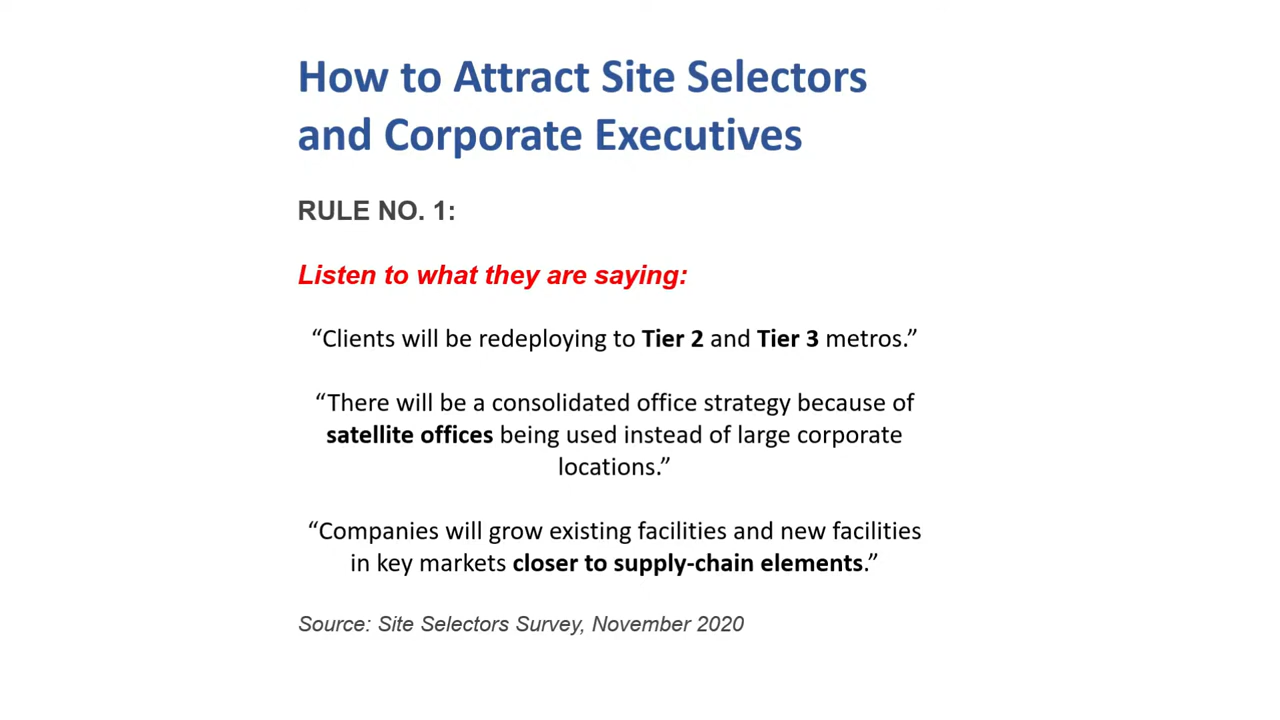 How to Attract Site Selectors
and Corporate Executives
RULE NO. 1:
Listen to what they are saying:
“Clients will be redeploying to Tier 2 and Tier 3 metros.”
“There will be a consolidated office strategy because of
satellite offices being used instead of large corporate
locations.”
“Companies will grow existing facilities and new facilities
in key markets closer to supply-chain elements.”
Source: Site Selectors Survey, November 2020